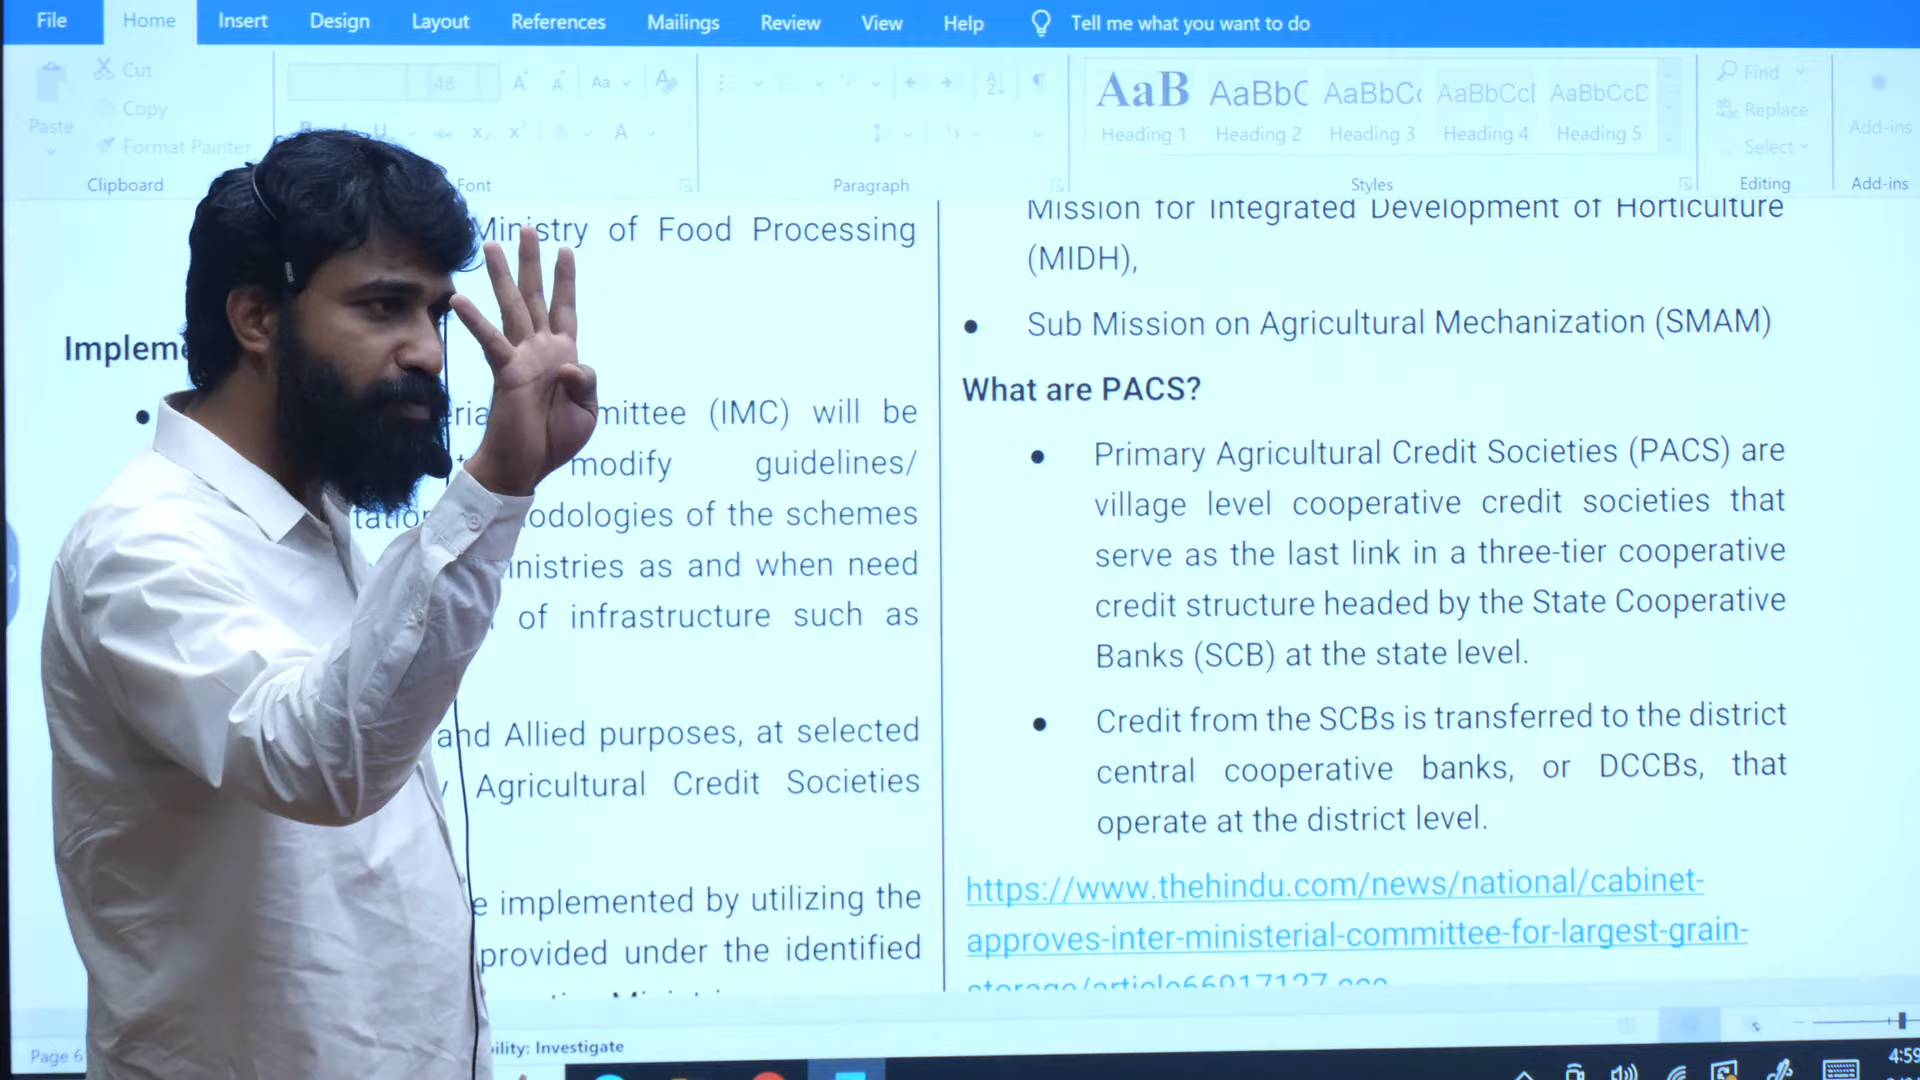 File Home Insert Design Layout References Mailings Review View Help Tell me what you want to do
Paste
Cut
Copy
Format Painter
Clipboard
48
Font
Paragraph
AaB AaBbC AaBbCc AaBbCcI AaBbCcD
Heading 1 Heading 2 Heading 3 Heading 4 Heading 5
Styles
Find
Replace
Select
Editing
Add-ins
Add-ins
Ministry of Food Processing
(IMC) will be
modify guidelines/
of the schemes
as and when need
of infrastructure such as
and Allied purposes, at selected
Agricultural Credit Societies
implemented by utilizing the
provided under the identified
Mission for Integrated Development of Horticulture
(MIDH),
● Sub Mission on Agricultural Mechanization (SMAM)
What are PACS?
● Primary Agricultural Credit Societies (PACS) are
village level cooperative credit societies that
serve as the last link in a three-tier cooperative
credit structure headed by the State Cooperative
Banks (SCB) at the state level.
● Credit from the SCBs is transferred to the district
central cooperative banks, or DCCBs, that
operate at the district level.
https://www.thehindu.com/news/national/cabinet-
approves-inter-ministerial-committee-for-largest-grain-
Page 6
Investigate
4:59